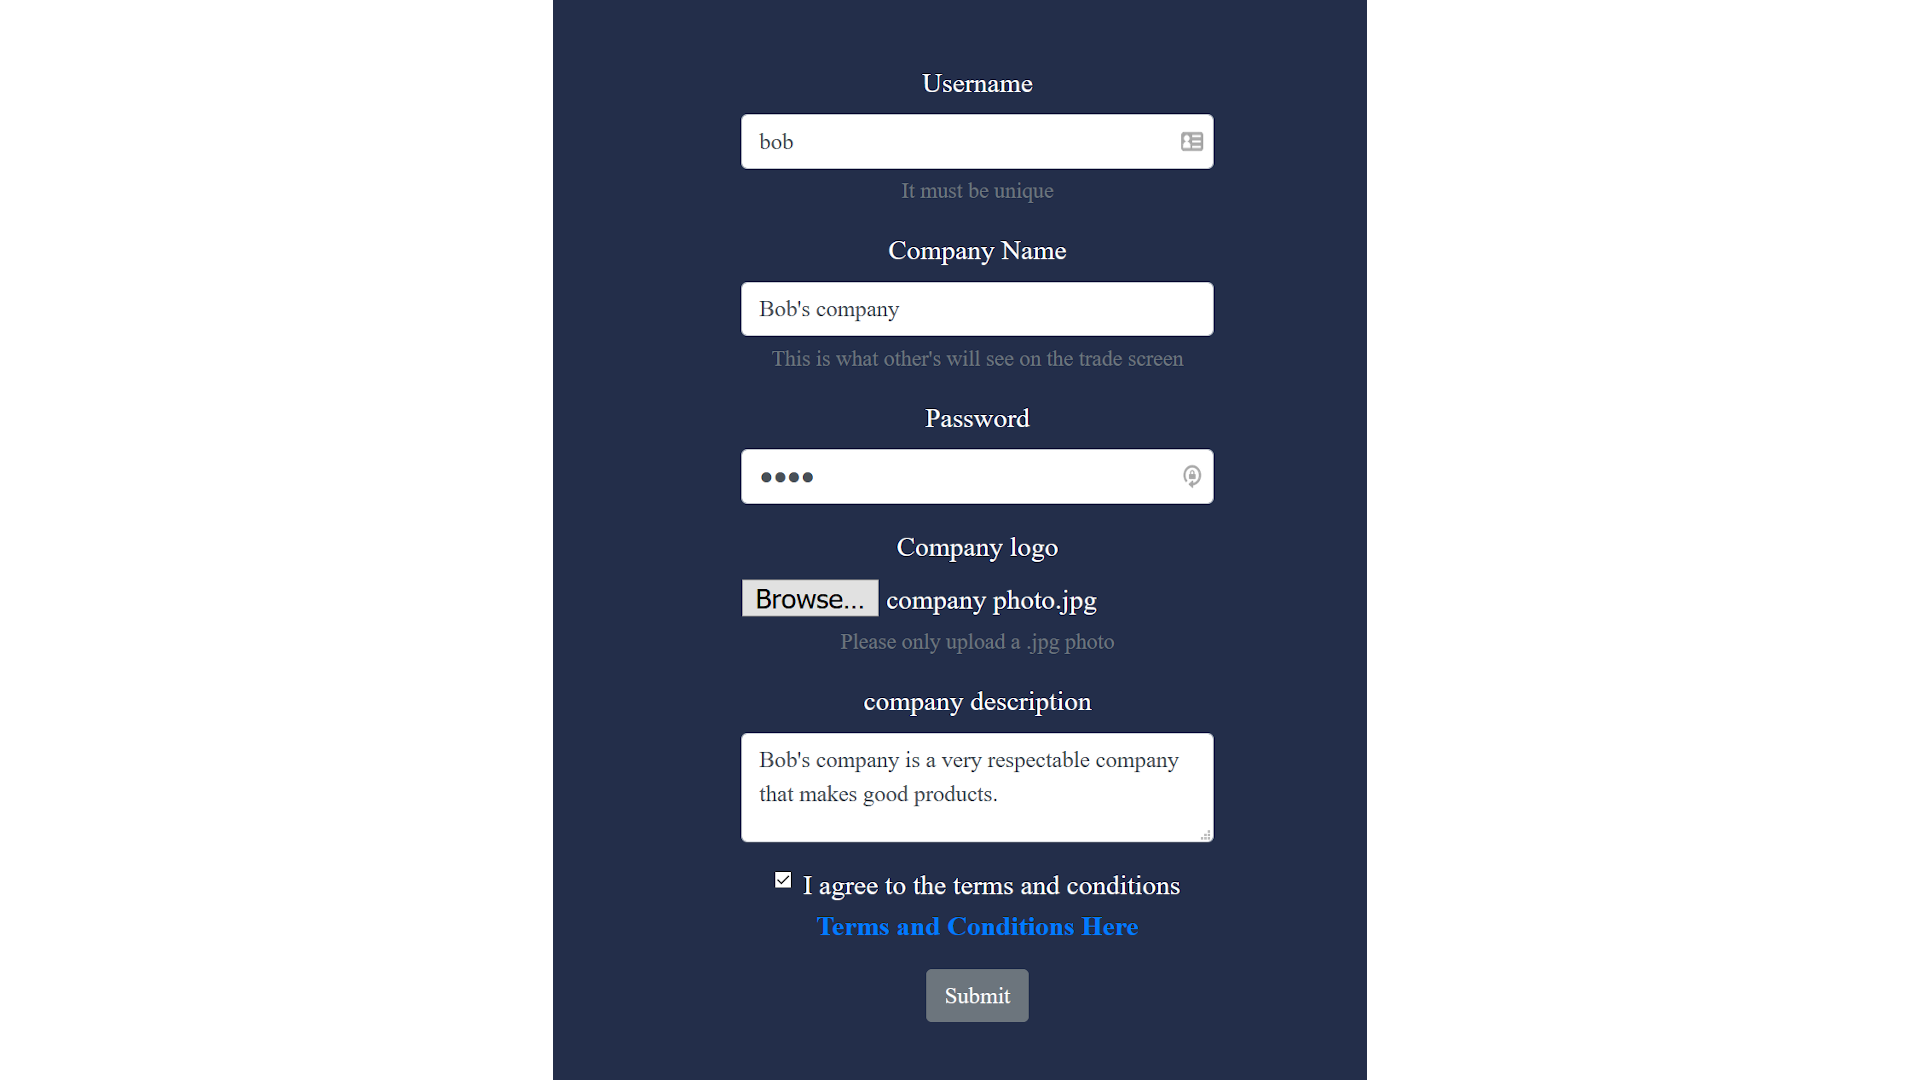 Username
bob
It must be unique
Company Name
Bob's company
This is what other's will see on the trade screen
Password
Company logo
Browse... company photo.jpg
Please only upload a .jpg photo
company description
Bob's company is a very respectable company
that makes good products.
I agree to the terms and conditions
Terms and Conditions Here
Submit